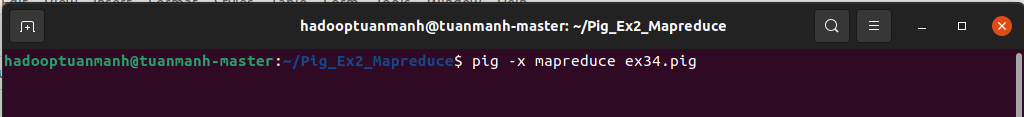 hadooptuanmanh@tuanmanh-master: ~/Pig_Ex2_Mapreduce
hadooptuanmanh@tuanmanh-master:~/Pig_Ex2_Mapreduce$ pig -x mapreduce ex34.pig